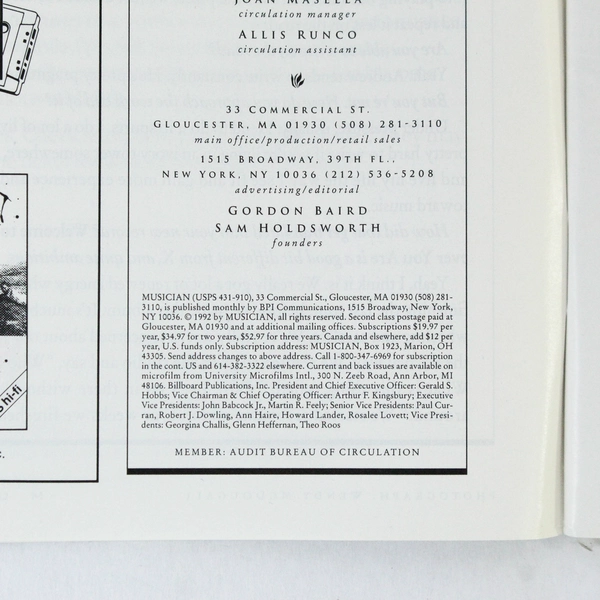 JOAN MASELLA
circulation manager
ALLIS RUNCO
circulation assistant
33 COMMERCIAL ST.
GLOUCESTER, MA 01930 (508) 281-3110
main office/production/retail sales
1515 BROADWAY, 39TH FL.,
NEW YORK, NY 10036 (212) 536-5208
advertising/editorial
GORDON BAIRD
SAM HOLDSWORTH
founders
MUSICIAN (USPS 431-910), 33 Commercial St., Gloucester, MA 01930 (508) 281-
3110, is published monthly by BPI Communications, 1515 Broadway, New York,
NY 10036. © 1992 by MUSICIAN, all rights reserved. Second class postage paid at
Gloucester, MA 01930 and at additional mailing offices. Subscriptions $19.97 per
year, $34.97 for two years, $52.97 for three years. Canada and elsewhere, add $12 per
year, U.S. funds only. Subscription address: MUSICIAN, Box 1923, Marion, OH
43305. Send address changes to above address. Call 1-800-347-6969 for subscription
in the cont. US and 614-382-3322 elsewhere. Current and back issues are available on
microfilm from University Microfilms Intl., 300 N. Zeeb Road, Ann Arbor, MI
48106. Billboard Publications, Inc. President and Chief Executive Officer: Gerald S.
Hobbs; Vice Chairman & Chief Operating Officer: Arthur F. Kingsbury; Executive
Vice Presidents: John Babcock Jr., Martin R. Feely; Senior Vice Presidents: Paul Cur-
ran, Robert J. Dowling, Ann Haire, Howard Lander, Rosalee Lovett; Vice Presi-
dents: Georgina Challis, Glenn Heffernan, Theo Roos
MEMBER: AUDIT BUREAU OF CIRCULATION
hi-fi